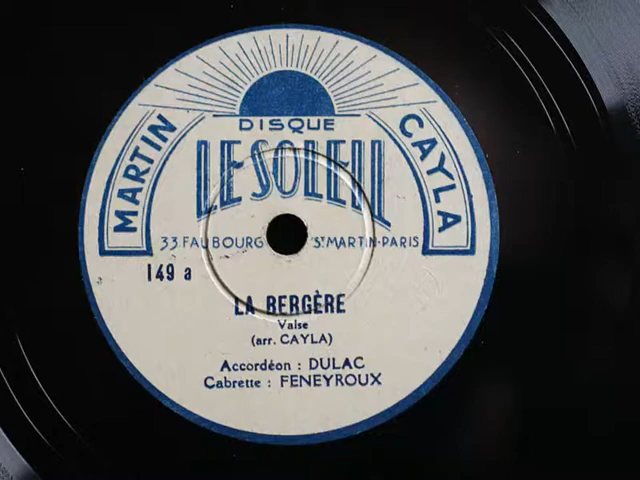 DISQUE
LE SOLEIL
MARTIN CAYLA
33 FAUBOURG ST MARTIN-PARIS
149 a
LA BERGÈRE
Valse
(arr. CAYLA)
Accordéon : DULAC
Cabrette : FENEYROUX